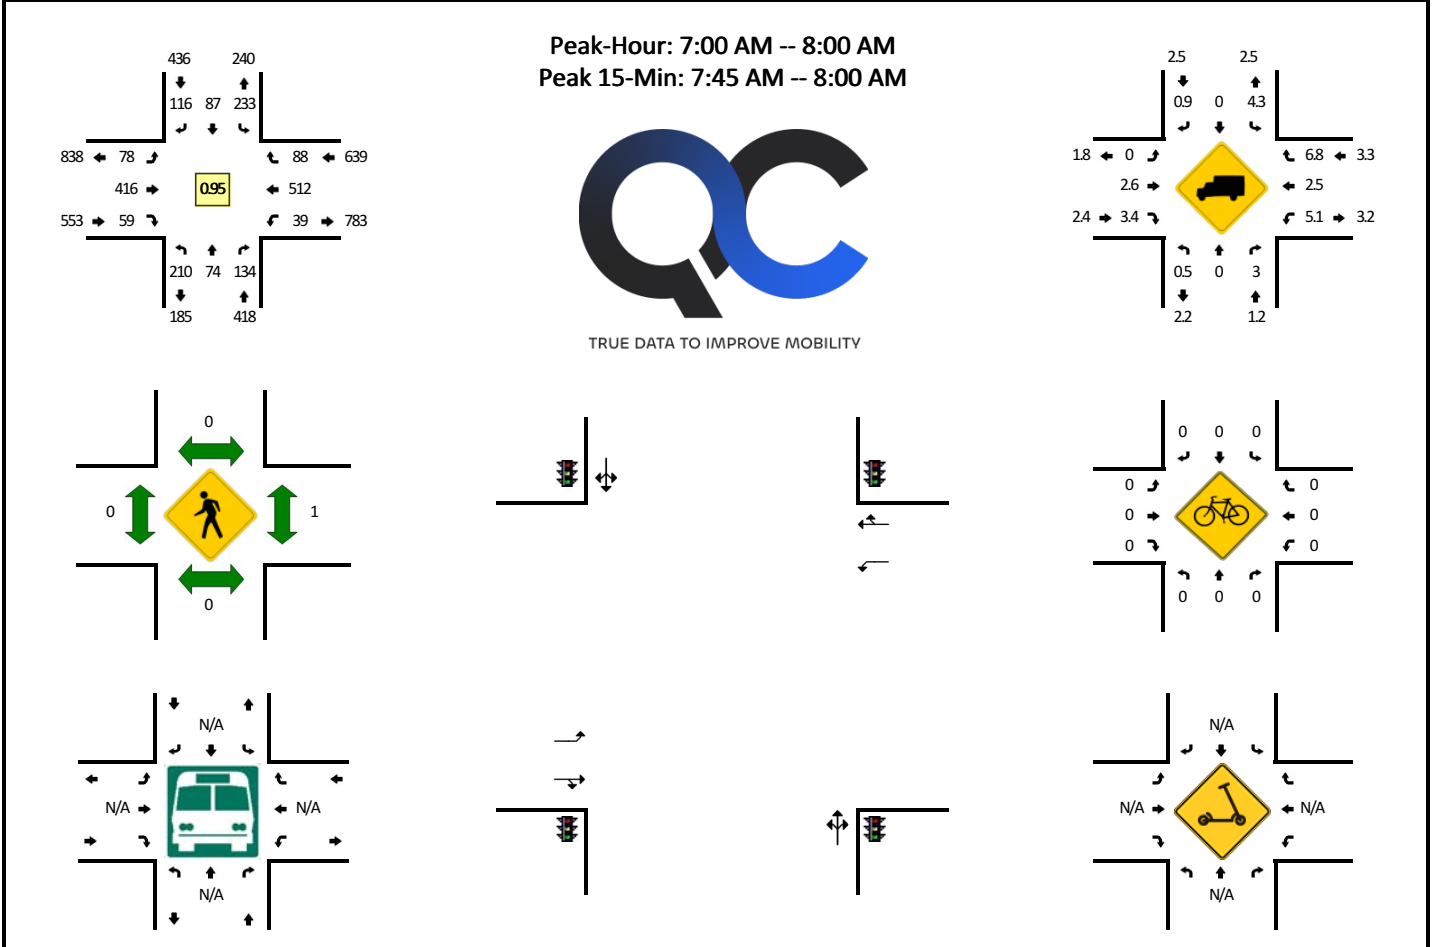 Peak-Hour: 7:00 AM -- 8:00 AM
Peak 15-Min: 7:45 AM -- 8:00 AM
436 240
116 87 233
838 78 88 639
416 0.95 512
553 59 39 783
210 74 134
185 418
QC
TRUE DATA TO IMPROVE MOBILITY
2.5 2.5
0.9 0 4.3
1.8 0 6.8 3.3
2.6 2.5
2.4 3.4 5.1 3.2
0.5 0 3
2.2 1.2
0
0 1
0
0 0 0
0 0
0 0
0 0
0 0 0
N/A
N/A N/A
N/A
N/A
N/A N/A
N/A